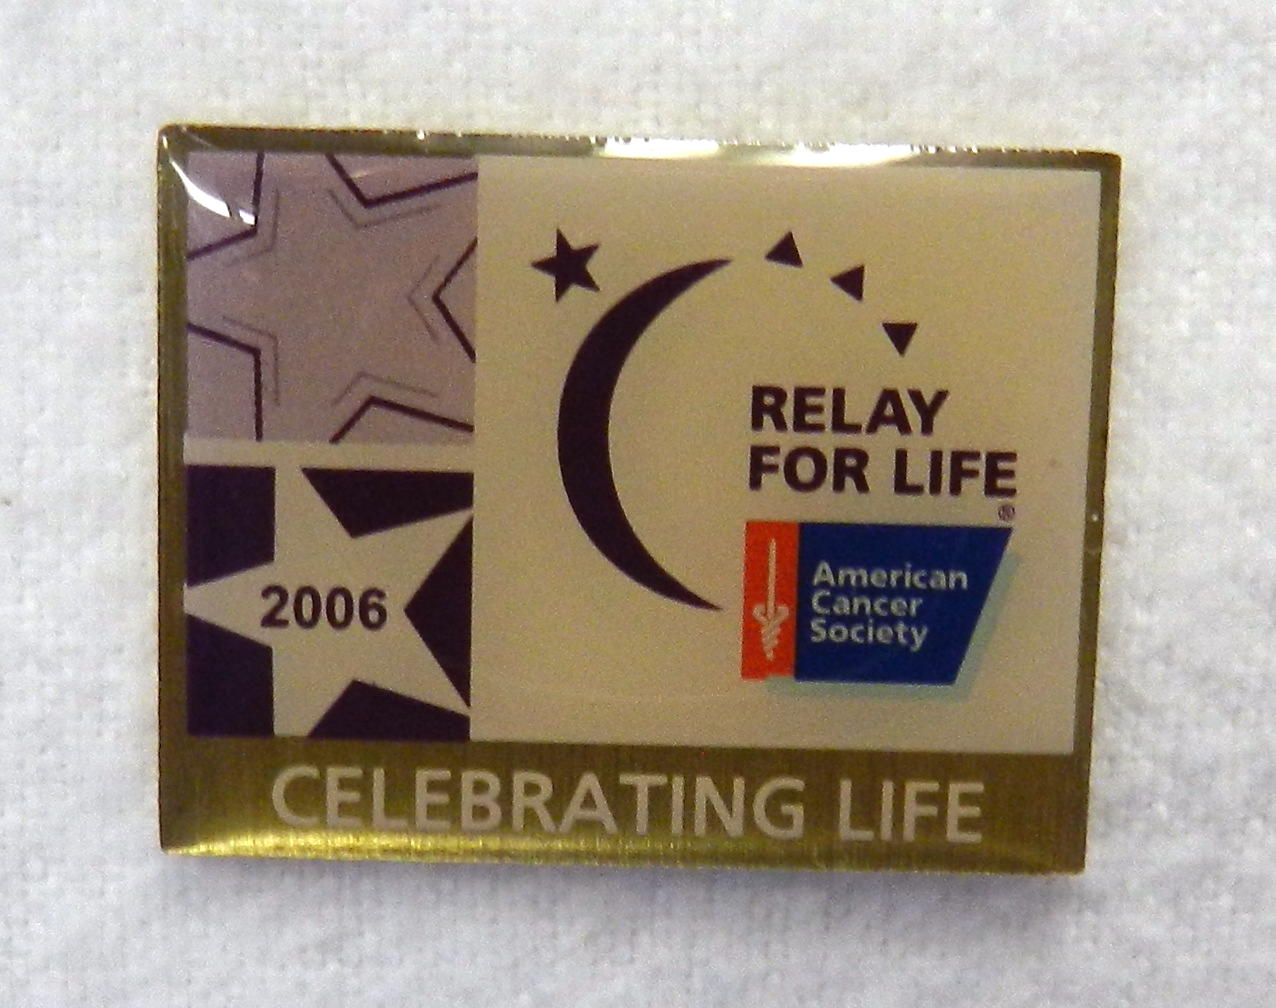 RELAY
FOR LIFE
®
American
Cancer
Society
2006
CELEBRATING LIFE